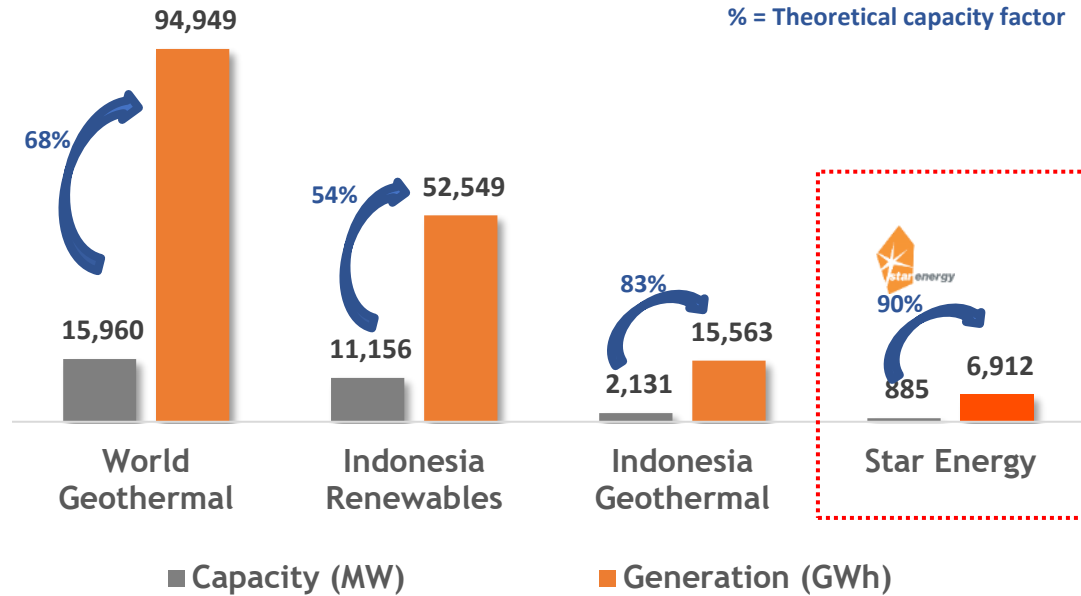 % = Theoretical capacity factor
94,949
68%
15,960
54%
52,549
11,156
83%
15,563
2,131
star energy
90%
6,912
885
World
Geothermal
Indonesia
Renewables
Indonesia
Geothermal
Star Energy
Capacity (MW)
Generation (GWh)